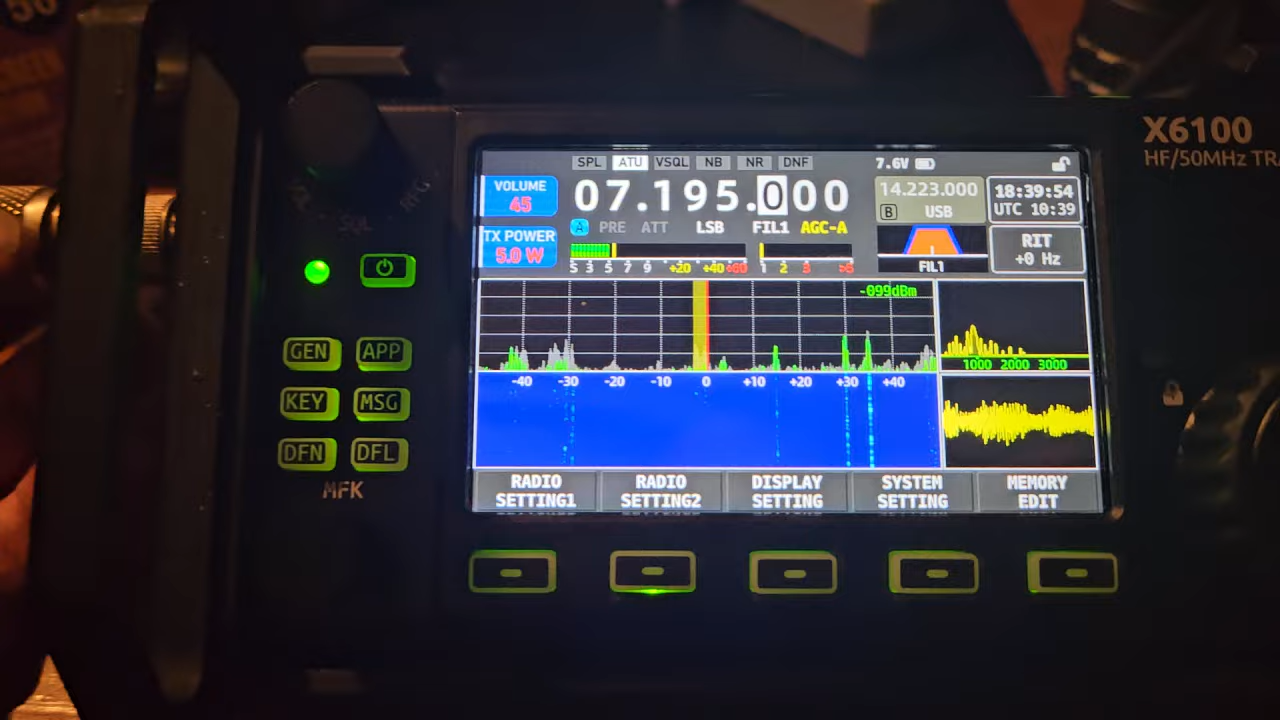 X6100
HF/50MHz TRA
SPL ATU VSQL NB NR DNF 7.6V
VOLUME
45
07.195.000
14.223.000
B USB
18:39:54
UTC 10:39
A PRE ATT LSB FIL1 AGC-A
TX POWER
5.0 W
S 3 5 7 9 +20 +40 +60
1 2 3
FIL1
RIT
+0 Hz
-099dBm
1000 2000 3000
-40 -30 -20 -10 0 +10 +20 +30 +40
SQL RFG
GEN APP
KEY MSG
DFN DFL
MFK
RADIO SETTING1
RADIO SETTING2
DISPLAY SETTING
SYSTEM SETTING
MEMORY EDIT